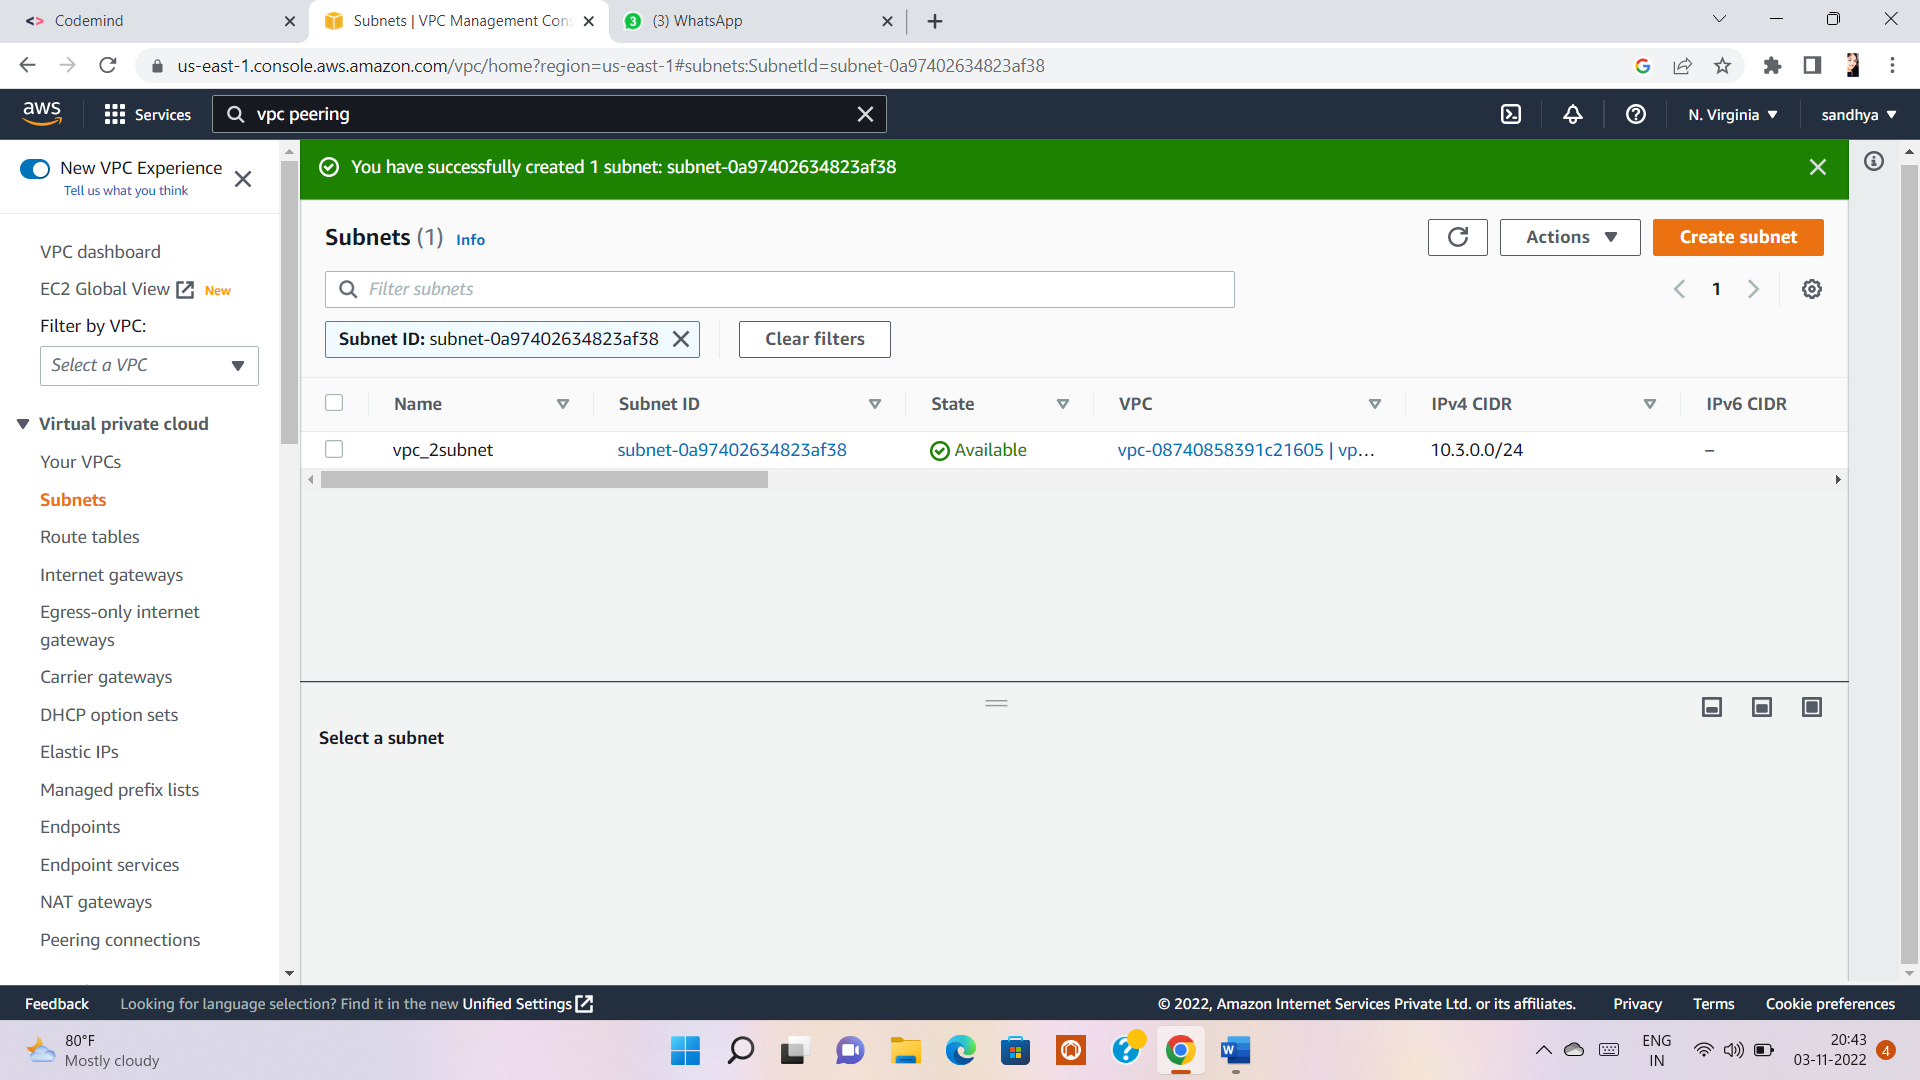 Codemind
Subnets | VPC Management Con
(3) WhatsApp
us-east-1.console.aws.amazon.com/vpc/home?region=us-east-1#subnets:SubnetId=subnet-0a97402634823af38
aws
Services
vpc peering
N. Virginia
sandhya
New VPC Experience
Tell us what you think
VPC dashboard
EC2 Global View New
Filter by VPC:
Select a VPC
Virtual private cloud
Your VPCs
Subnets
Route tables
Internet gateways
Egress-only internet
gateways
Carrier gateways
DHCP option sets
Elastic IPs
Managed prefix lists
Endpoints
Endpoint services
NAT gateways
Peering connections
You have successfully created 1 subnet: subnet-0a97402634823af38
Subnets (1) Info
Actions
Create subnet
Filter subnets
1
Subnet ID: subnet-0a97402634823af38
Clear filters
Name Subnet ID State VPC IPv4 CIDR IPv6 CIDR
vpc_2subnet subnet-0a97402634823af38 Available vpc-08740858391c21605 | vp... 10.3.0.0/24 –
Select a subnet
Feedback Looking for language selection? Find it in the new Unified Settings
© 2022, Amazon Internet Services Private Ltd. or its affiliates. Privacy Terms Cookie preferences
80°F
Mostly cloudy
ENG
IN
20:43
03-11-2022
4